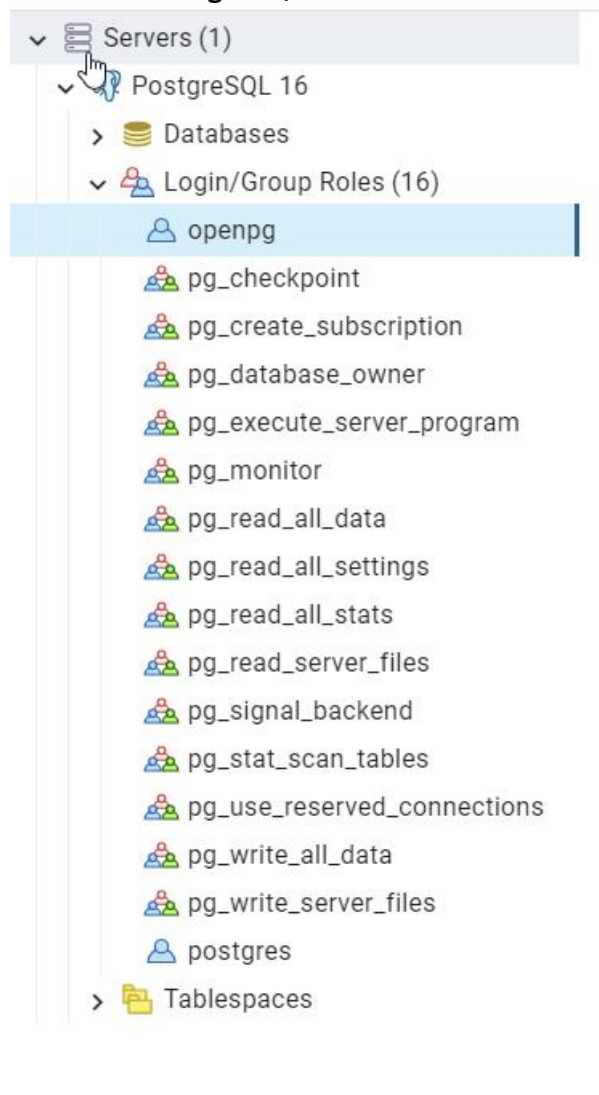 Servers (1)
PostgreSQL 16
Databases
Login/Group Roles (16)
openpg
pg_checkpoint
pg_create_subscription
pg_database_owner
pg_execute_server_program
pg_monitor
pg_read_all_data
pg_read_all_settings
pg_read_all_stats
pg_read_server_files
pg_signal_backend
pg_stat_scan_tables
pg_use_reserved_connections
pg_write_all_data
pg_write_server_files
postgres
Tablespaces